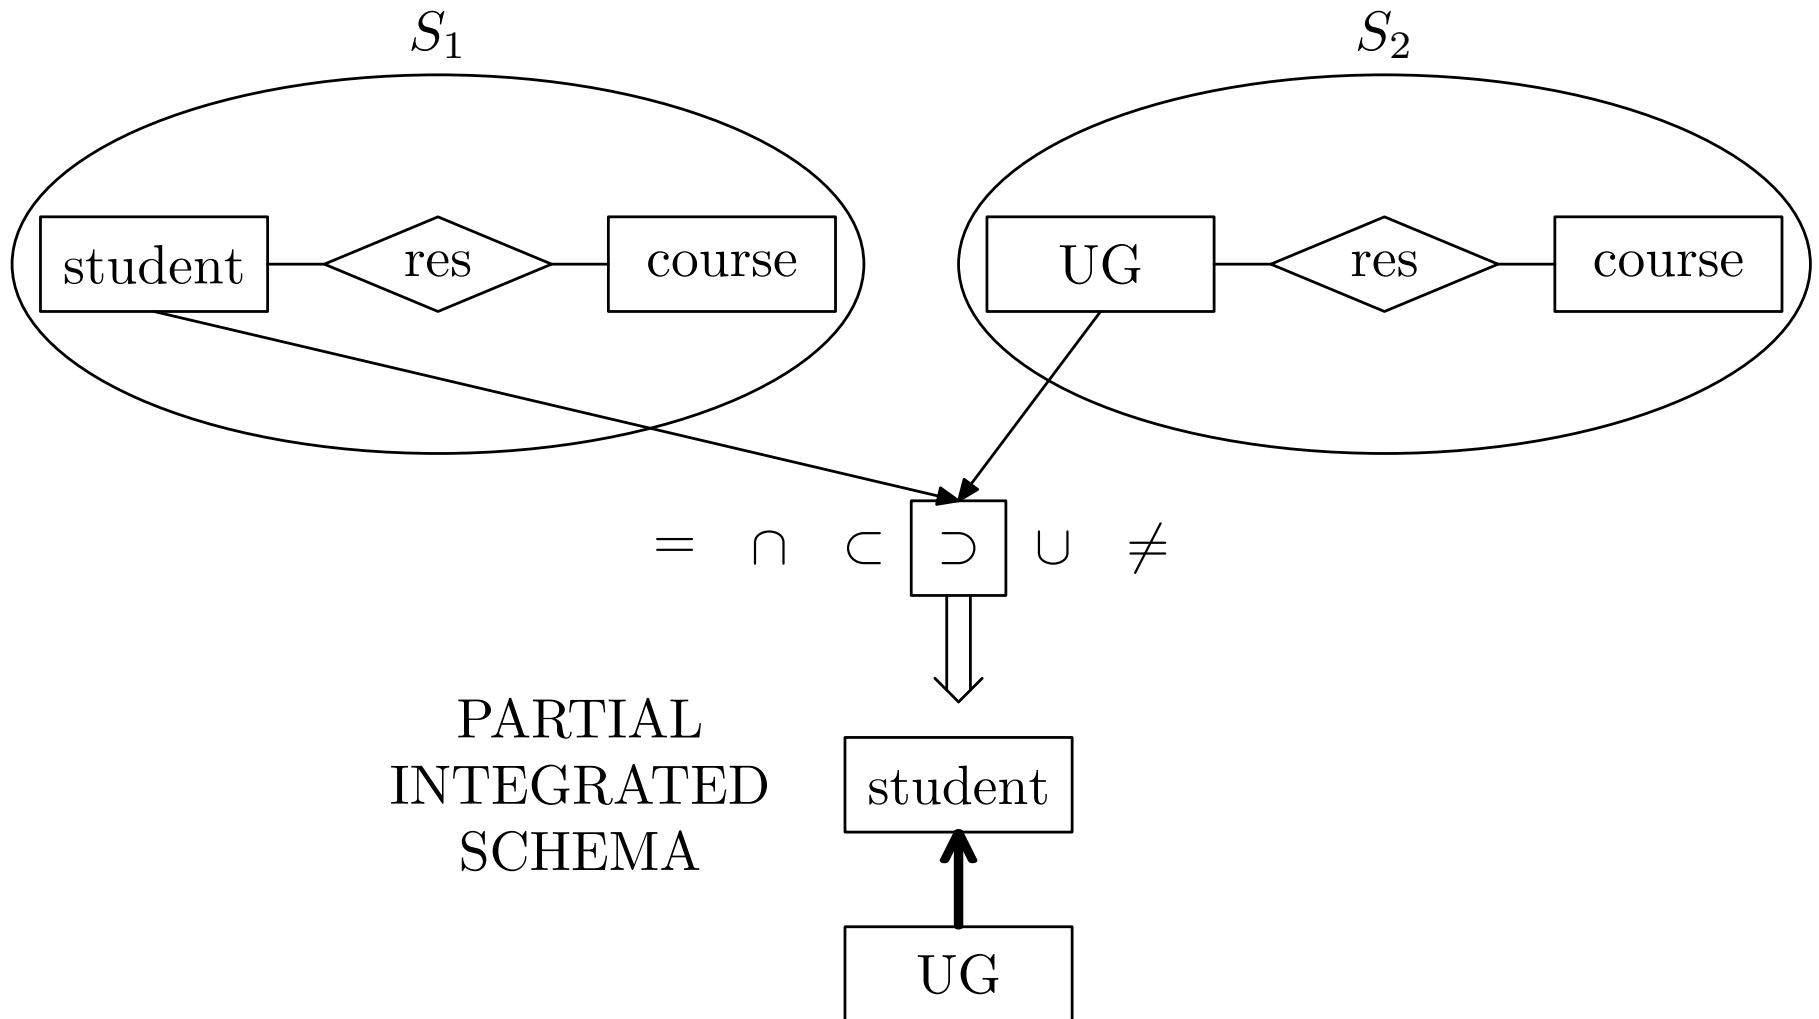 S₁
S₂
student
res
course
UG
res
course
= ∩ ⊂ ⊃ ∪ ≠
PARTIAL
INTEGRATED
SCHEMA
student
UG